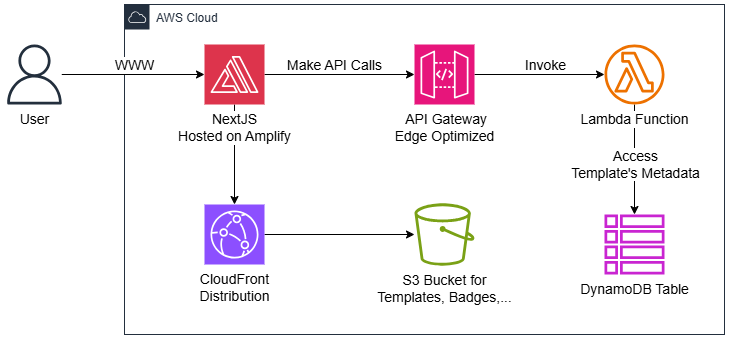 AWS Cloud
WWW
Make API Calls
Invoke
User
NextJS
Hosted on Amplify
API Gateway
Edge Optimized
Lambda Function
Access
Template's Metadata
CloudFront
Distribution
S3 Bucket for
Templates, Badges,...
DynamoDB Table